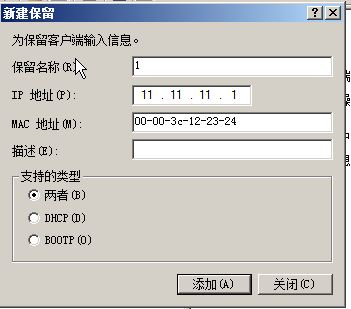 新建保留
为保留客户端输入信息。
保留名称(R)
1
IP 地址(P):
11 . 11 . 11 . 1
MAC 地址(M):
00-00-3c-12-23-24
描述(E):
支持的类型
两者(B)
DHCP(D)
BOOTP(O)
添加(A)
关闭(C)